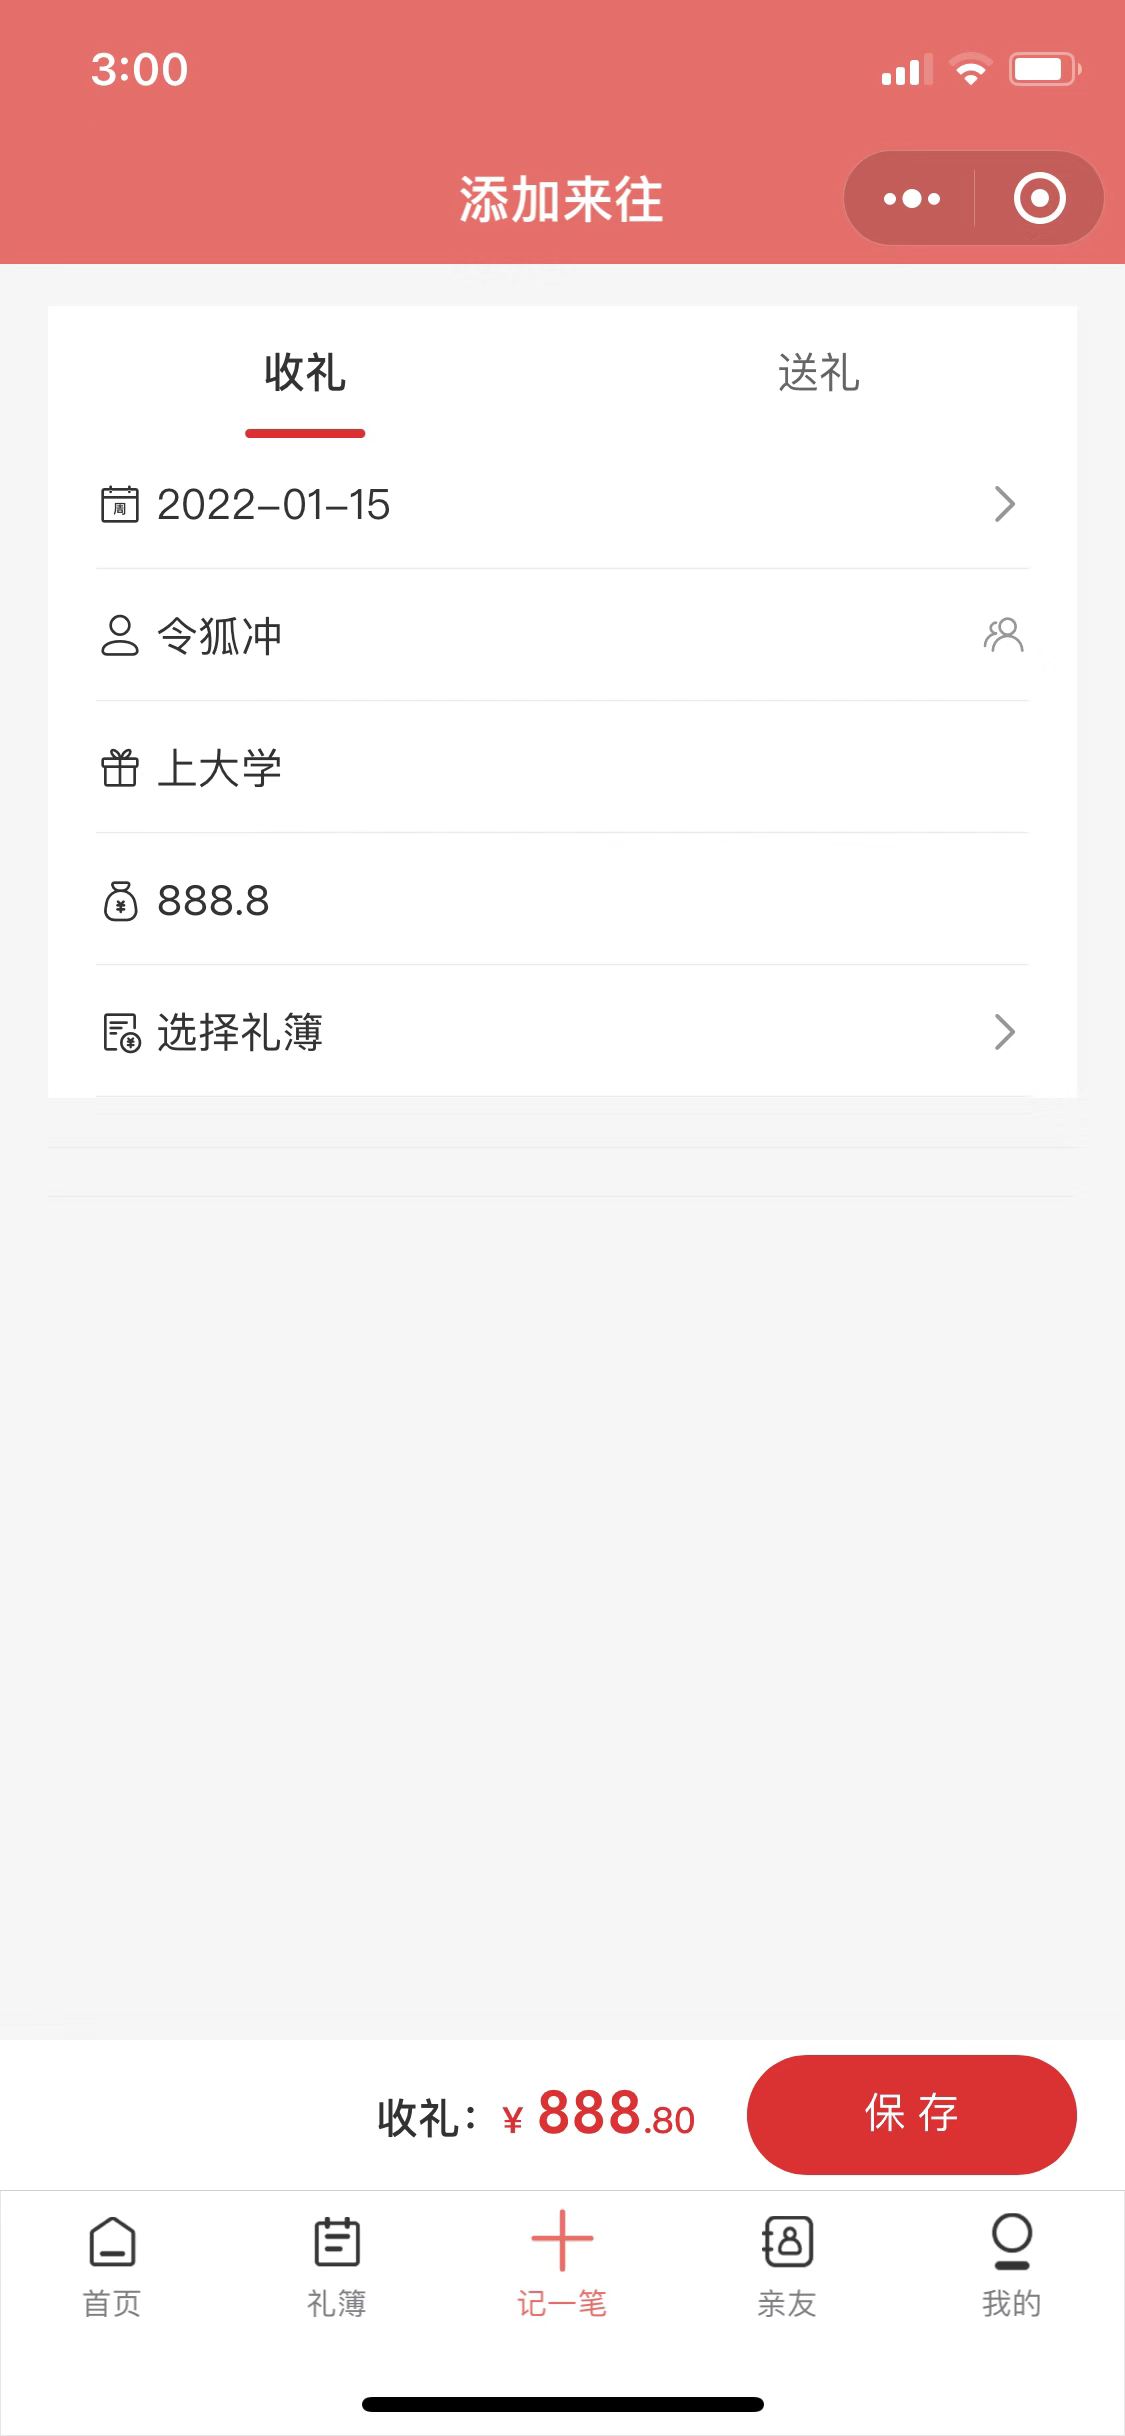 3:00
添加来往
收礼 送礼
周 2022-01-15
令狐冲
上大学
¥ 888.8
¥ 选择礼簿
收礼： ¥ 888.80 保 存
首页 礼簿 记一笔 亲友 我的